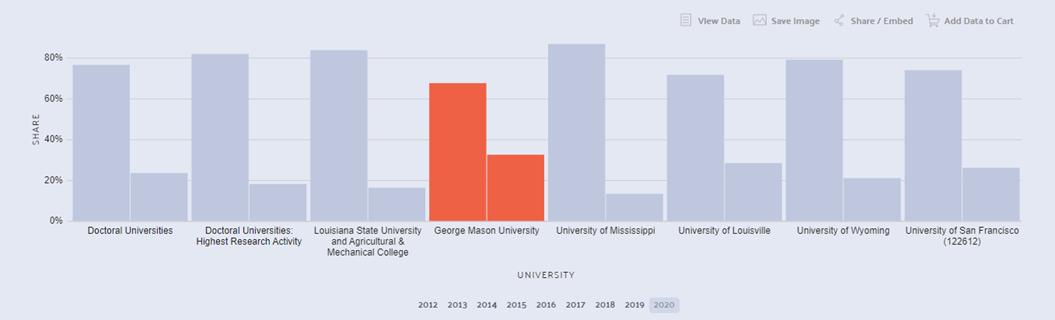 View Data Save Image Share / Embed Add Data to Cart
80%
60%
40%
20%
0%
SHARE
Doctoral Universities
Doctoral Universities:
Highest Research Activity
Louisiana State University
and Agricultural &
Mechanical College
George Mason University
University of Mississippi
University of Louisville
University of Wyoming
University of San Francisco
(122612)
UNIVERSITY
2012 2013 2014 2015 2016 2017 2018 2019 2020